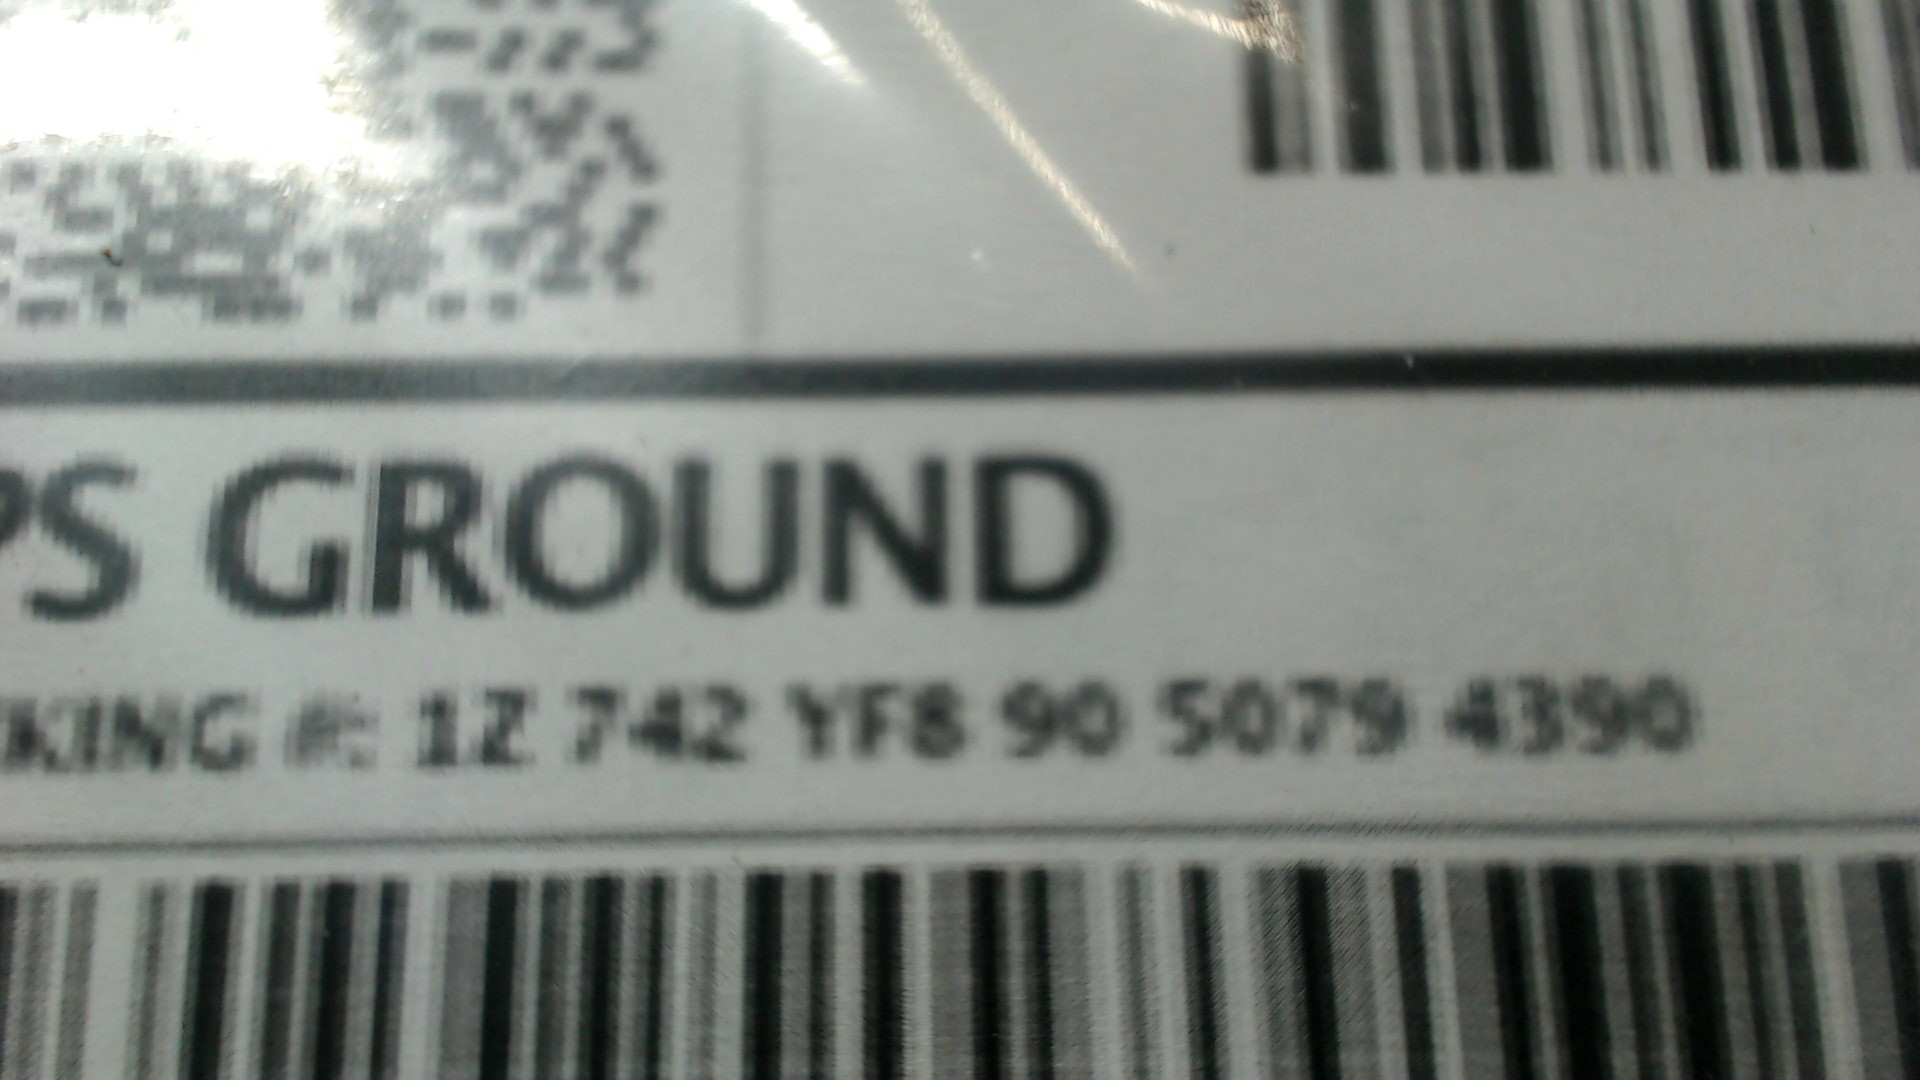 PS GROUND
KING #: 1Z 742 YF8 90 5079 4390